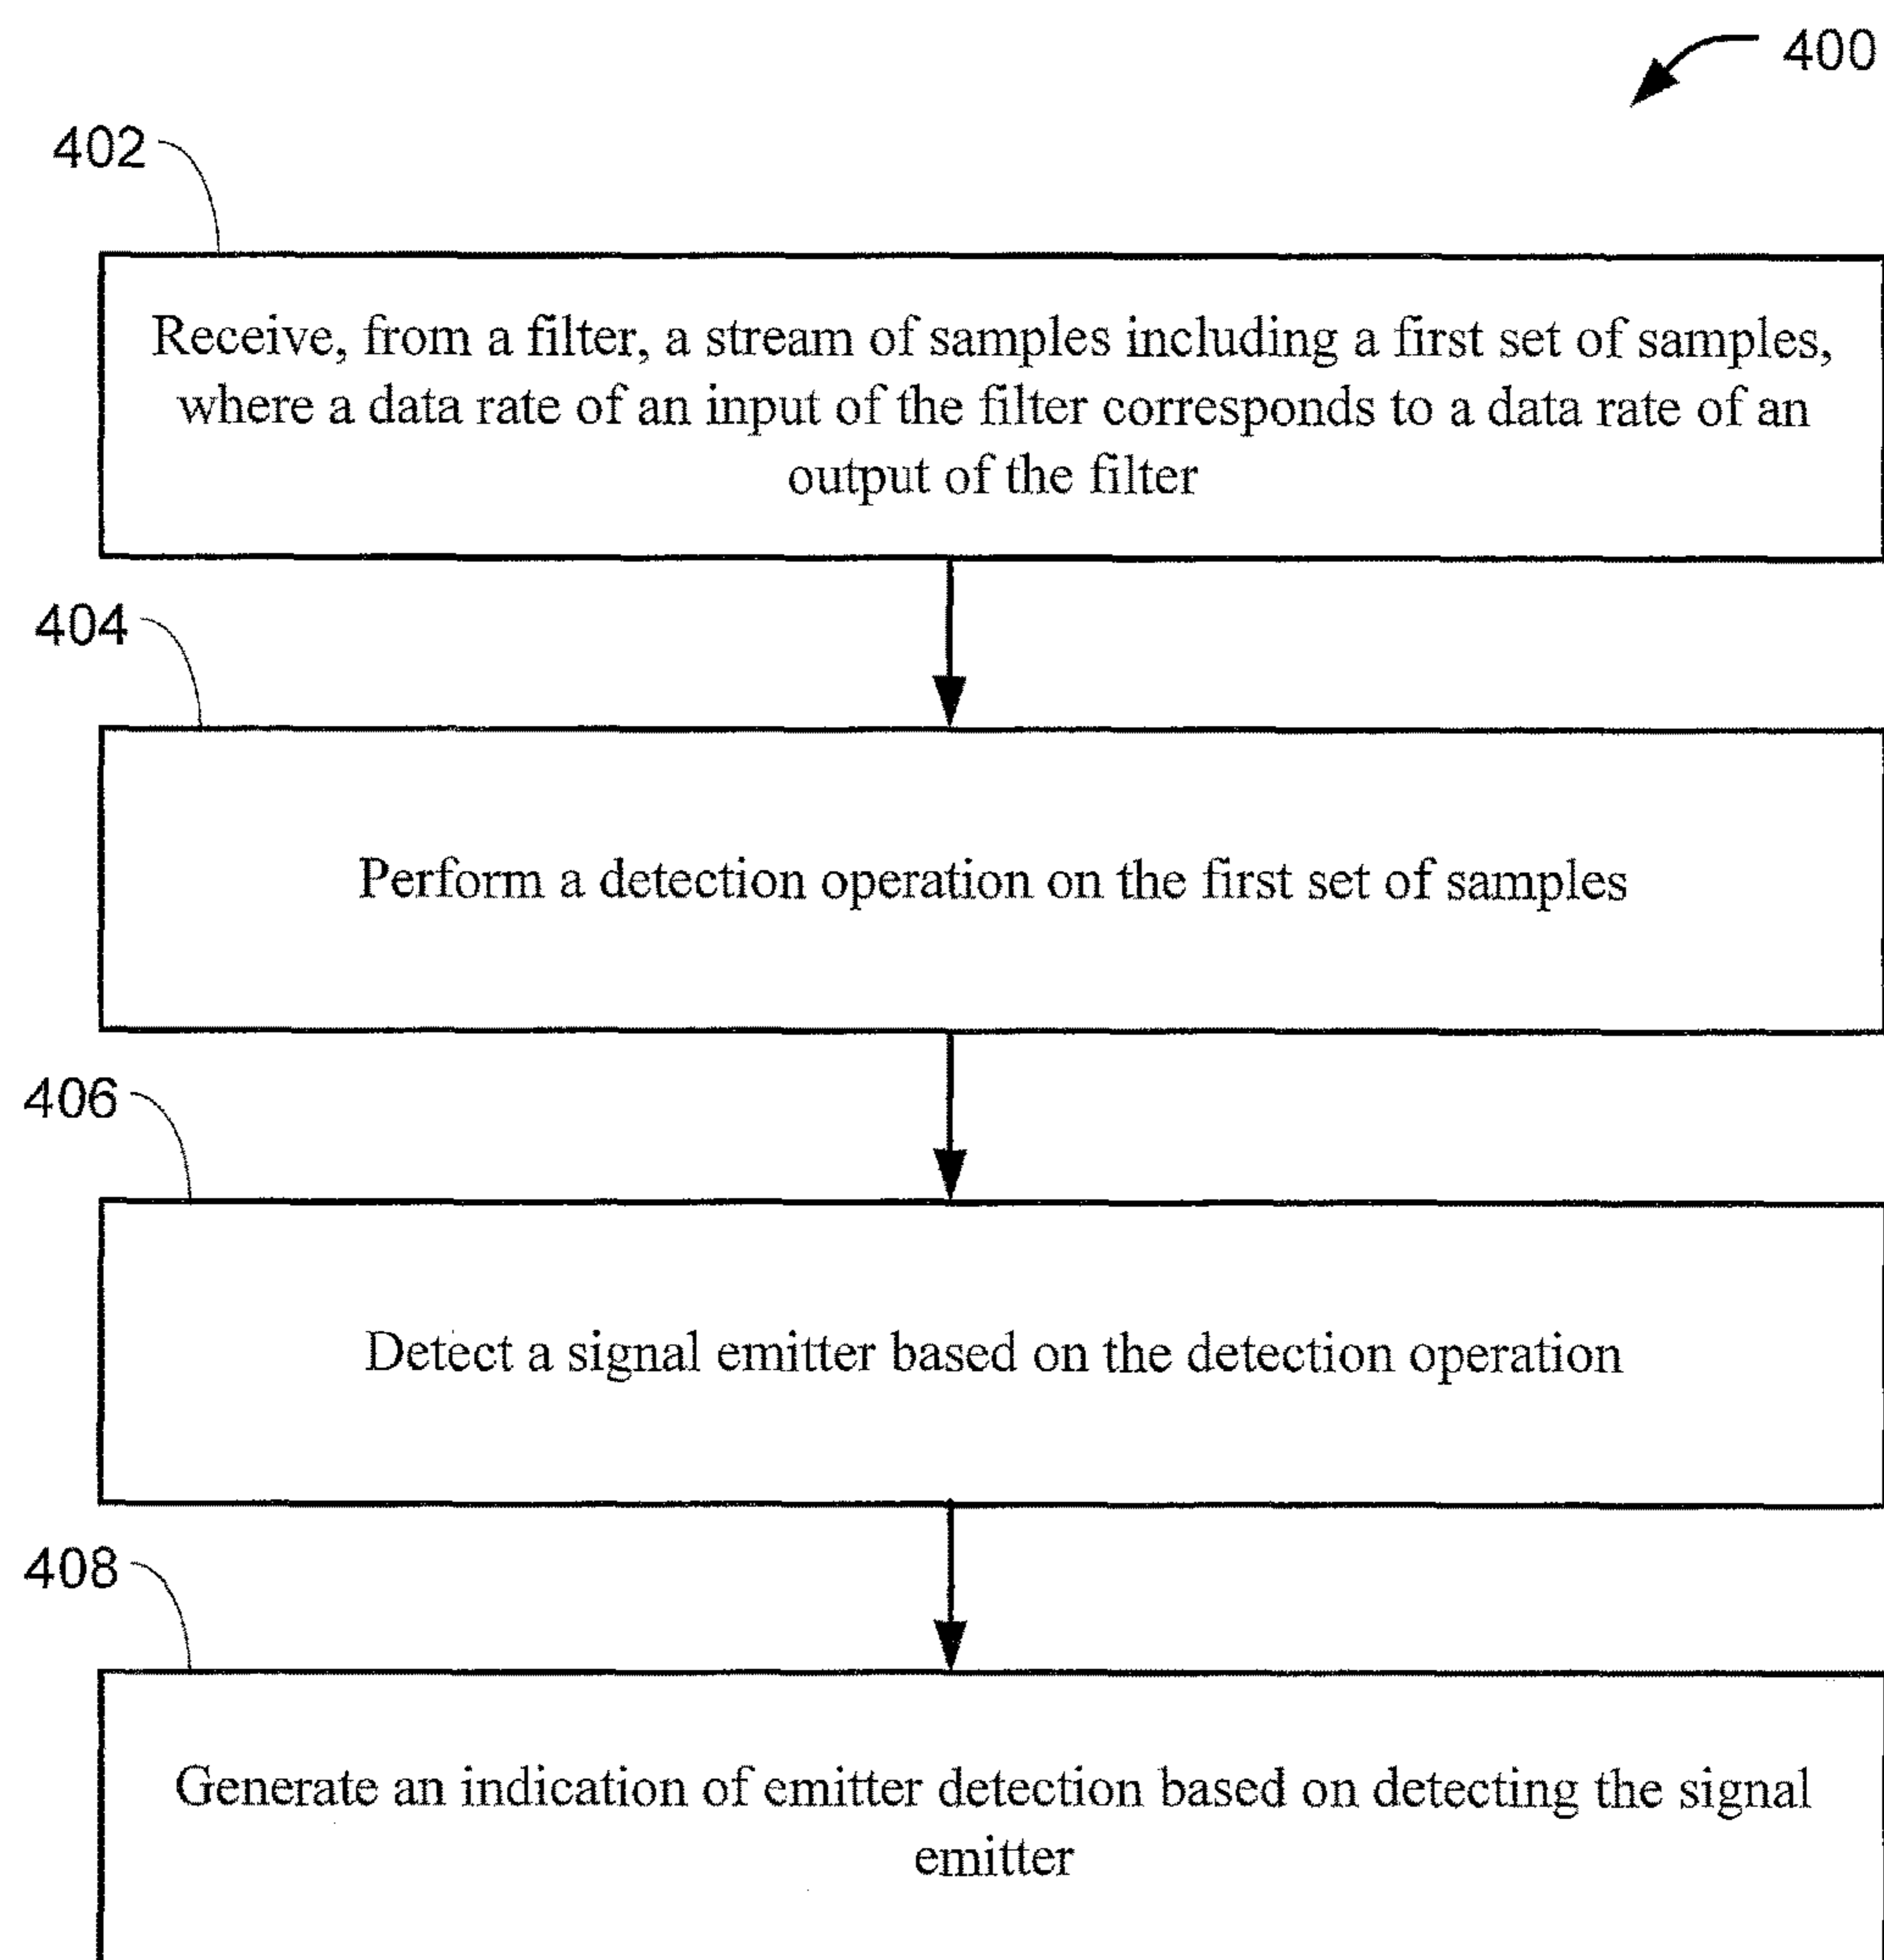 400
402
Receive, from a filter, a stream of samples including a first set of samples,
where a data rate of an input of the filter corresponds to a data rate of an
output of the filter
404
Perform a detection operation on the first set of samples
406
Detect a signal emitter based on the detection operation
408
Generate an indication of emitter detection based on detecting the signal
emitter